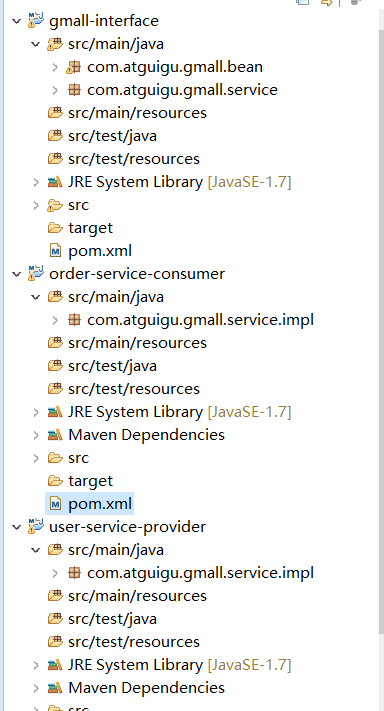 gmall-interface
src/main/java
com.atguigu.gmall.bean
com.atguigu.gmall.service
src/main/resources
src/test/java
src/test/resources
JRE System Library [JavaSE-1.7]
src
target
pom.xml
order-service-consumer
src/main/java
com.atguigu.gmall.service.impl
src/main/resources
src/test/java
src/test/resources
JRE System Library [JavaSE-1.7]
Maven Dependencies
src
target
pom.xml
user-service-provider
src/main/java
com.atguigu.gmall.service.impl
src/main/resources
src/test/java
src/test/resources
JRE System Library [JavaSE-1.7]
Maven Dependencies
src